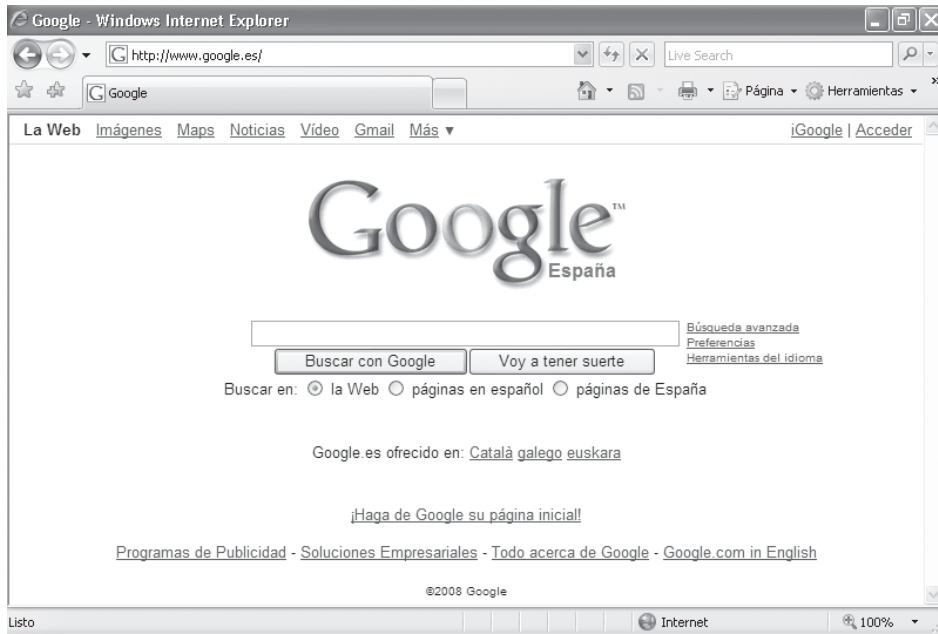 Google - Windows Internet Explorer
http://www.google.es/ Live Search
Google Página Herramientas »
La Web Imágenes Maps Noticias Vídeo Gmail Más ▼ iGoogle | Acceder
Google™
España
Búsqueda avanzada
Preferencias
Buscar con Google Voy a tener suerte Herramientas del idioma
Buscar en: la Web páginas en español páginas de España
Google.es ofrecido en: Català galego euskara
¡Haga de Google su página inicial!
Programas de Publicidad - Soluciones Empresariales - Todo acerca de Google - Google.com in English
©2008 Google
Listo Internet 100%